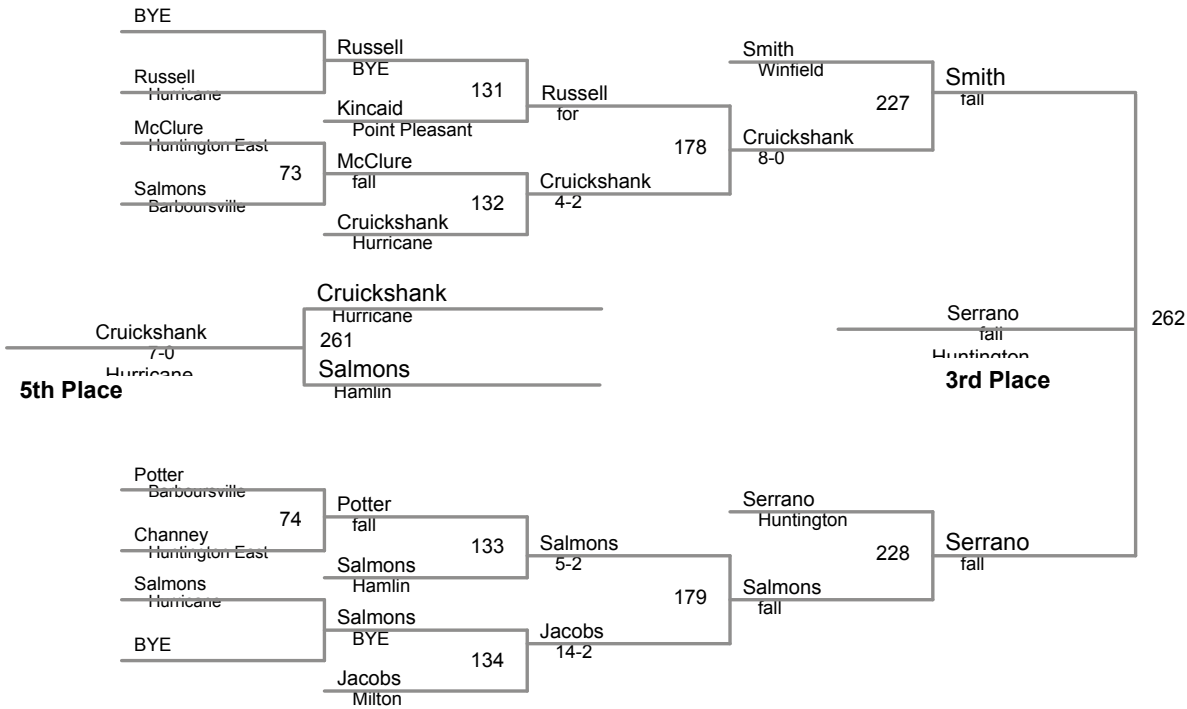 BYE
Russell
Hurricane
McClure
Huntington East
Salmons
Barboursville
73
Russell
BYE
Kincaid
Point Pleasant
131
McClure
fall
Cruickshank
Hurricane
132
Russell
for
Cruickshank
4-2
178
Smith
Winfield
Cruickshank
8-0
227
Smith
fall
Cruickshank
Hurricane
261
Salmons
Hamlin
Cruickshank
7-0
Hurricane
5th Place
Serrano
fall
Huntington
3rd Place
262
Potter
Barboursville
Channey
Huntington East
74
Salmons
Hurricane
BYE
Potter
fall
Salmons
Hamlin
133
Salmons
BYE
Jacobs
Milton
134
Salmons
5-2
Jacobs
14-2
179
Serrano
Huntington
Salmons
fall
228
Serrano
fall